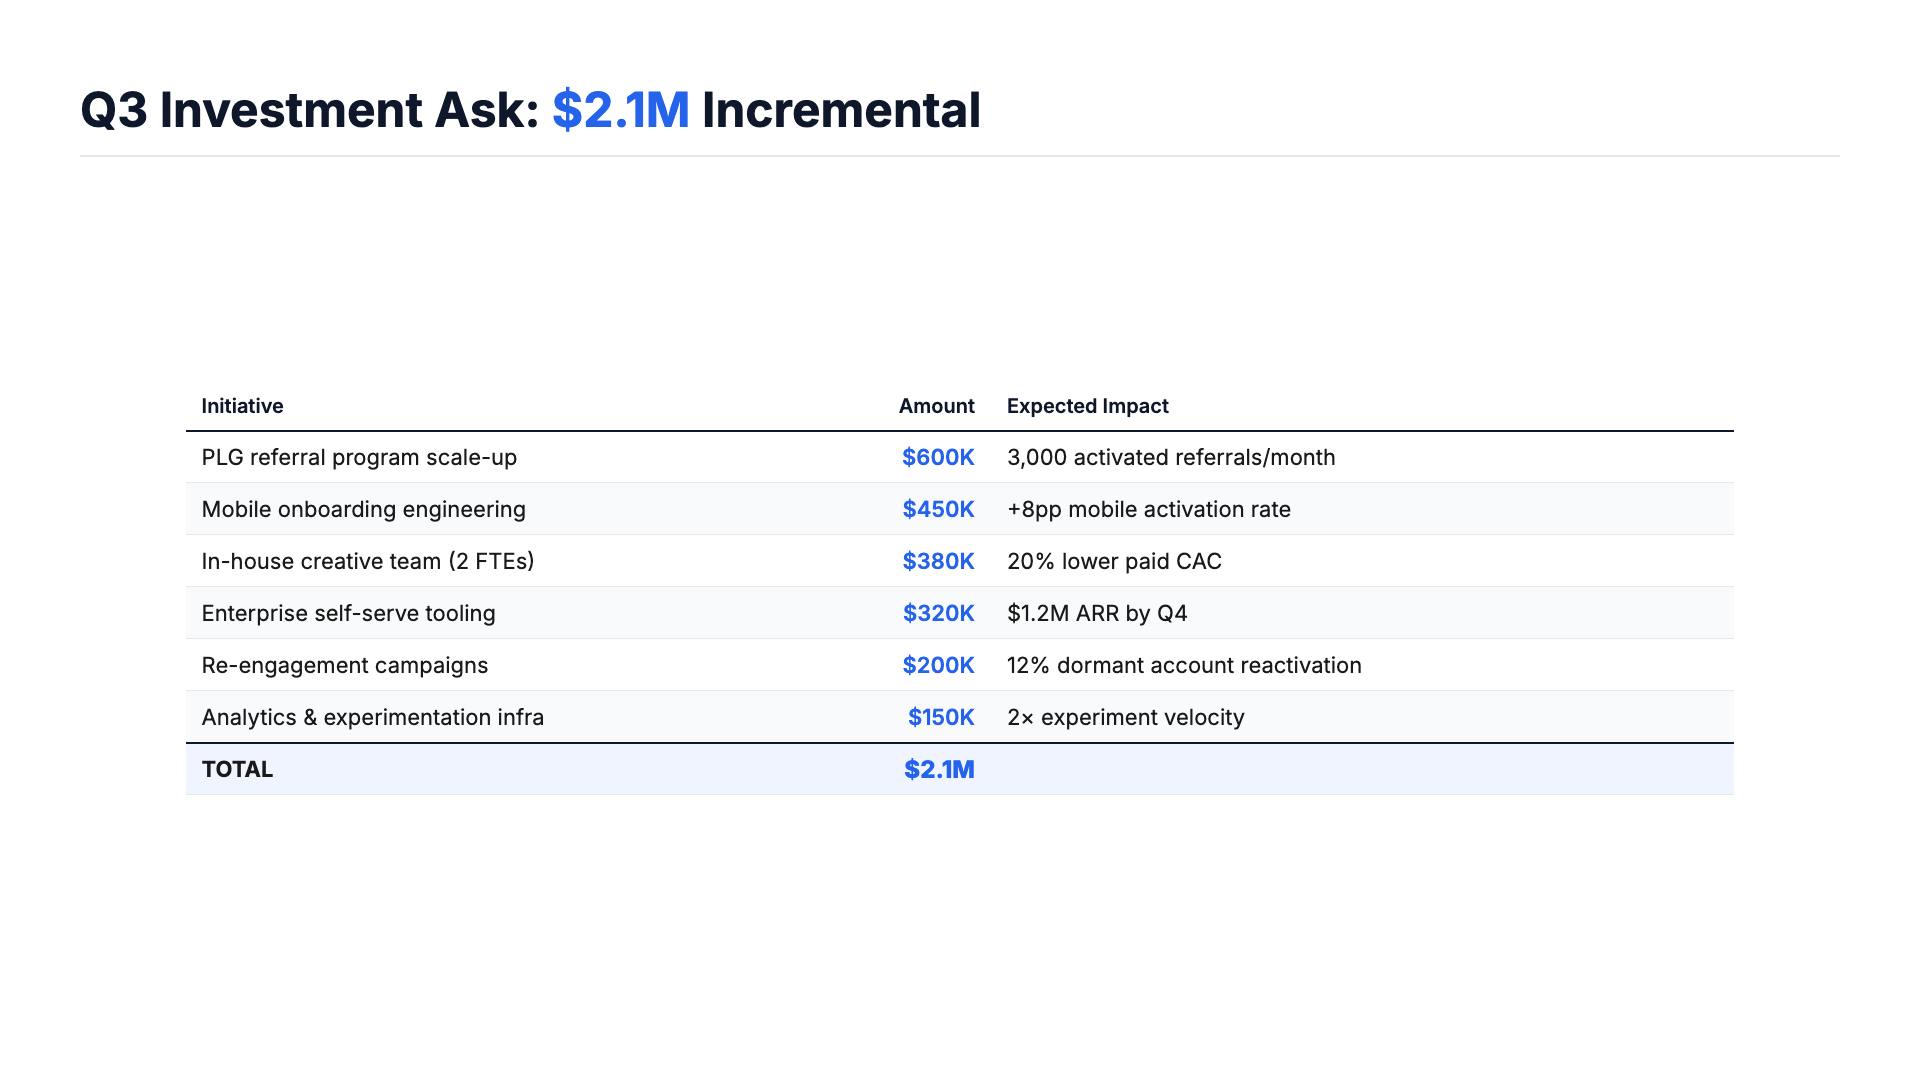 Q3 Investment Ask: $2.1M Incremental
Initiative Amount Expected Impact
PLG referral program scale-up $600K 3,000 activated referrals/month
Mobile onboarding engineering $450K +8pp mobile activation rate
In-house creative team (2 FTEs) $380K 20% lower paid CAC
Enterprise self-serve tooling $320K $1.2M ARR by Q4
Re-engagement campaigns $200K 12% dormant account reactivation
Analytics & experimentation infra $150K 2× experiment velocity
TOTAL $2.1M